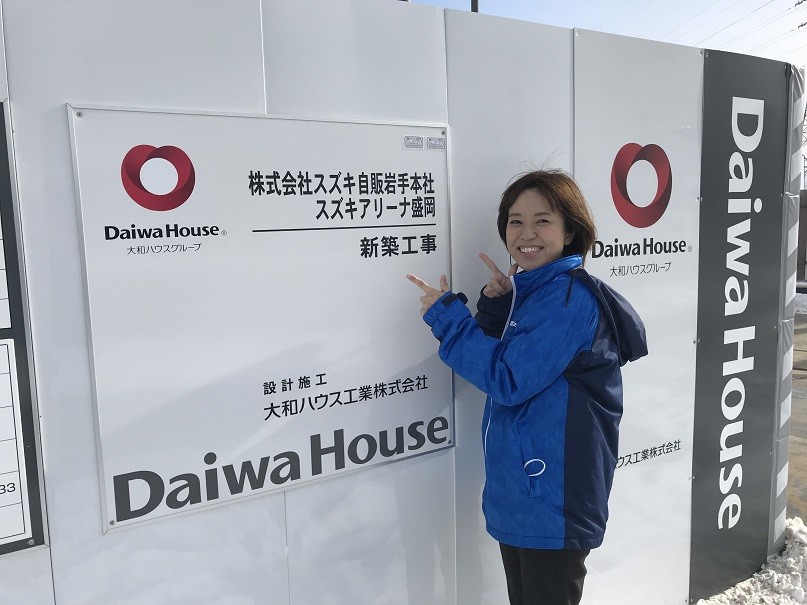 33
Daiwa House®
大和ハウスグループ
株式会社スズキ自販岩手本社
スズキアリーナ盛岡
新築工事
設計施工
大和ハウス工業株式会社
Daiwa House®
Daiwa House®
大和ハウスグループ
ハウス工業株式会社
Daiwa House